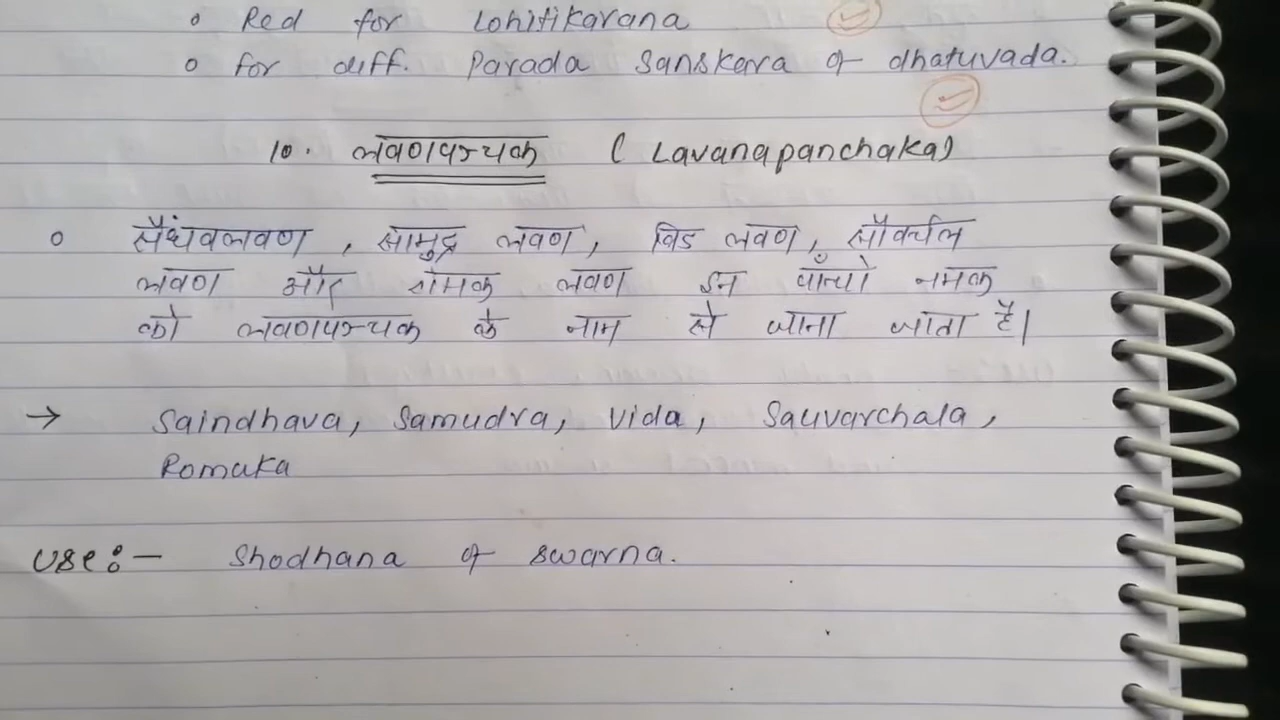 o Red for Lohitikarana
o for diff. Parada Sanskara of dhatuvada.
10. लवणपञ्चक (Lavanapanchaka)
o सैंधवलवण, सामुद्र लवण, विड लवण, सौवर्चल
लवण और रोमक लवण इन पाँचो नमक
को लवणपञ्चक के नाम से जाना जाता है।
→ Saindhava, Samudra, Vida, Sauvarchala,
Romaka
Use:- Shodhana of swarna.